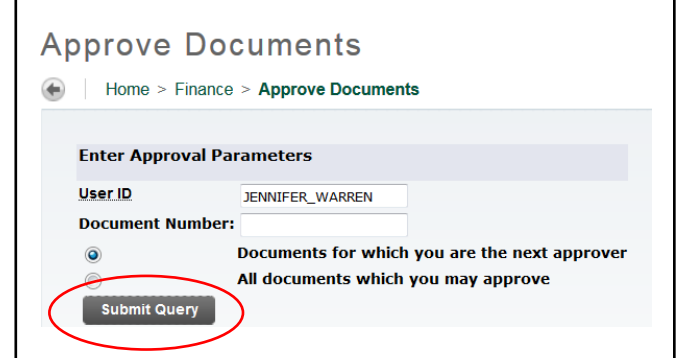 Approve Documents
Home > Finance > Approve Documents
Enter Approval Parameters
User ID JENNIFER_WARREN
Document Number:
Documents for which you are the next approver
All documents which you may approve
Submit Query